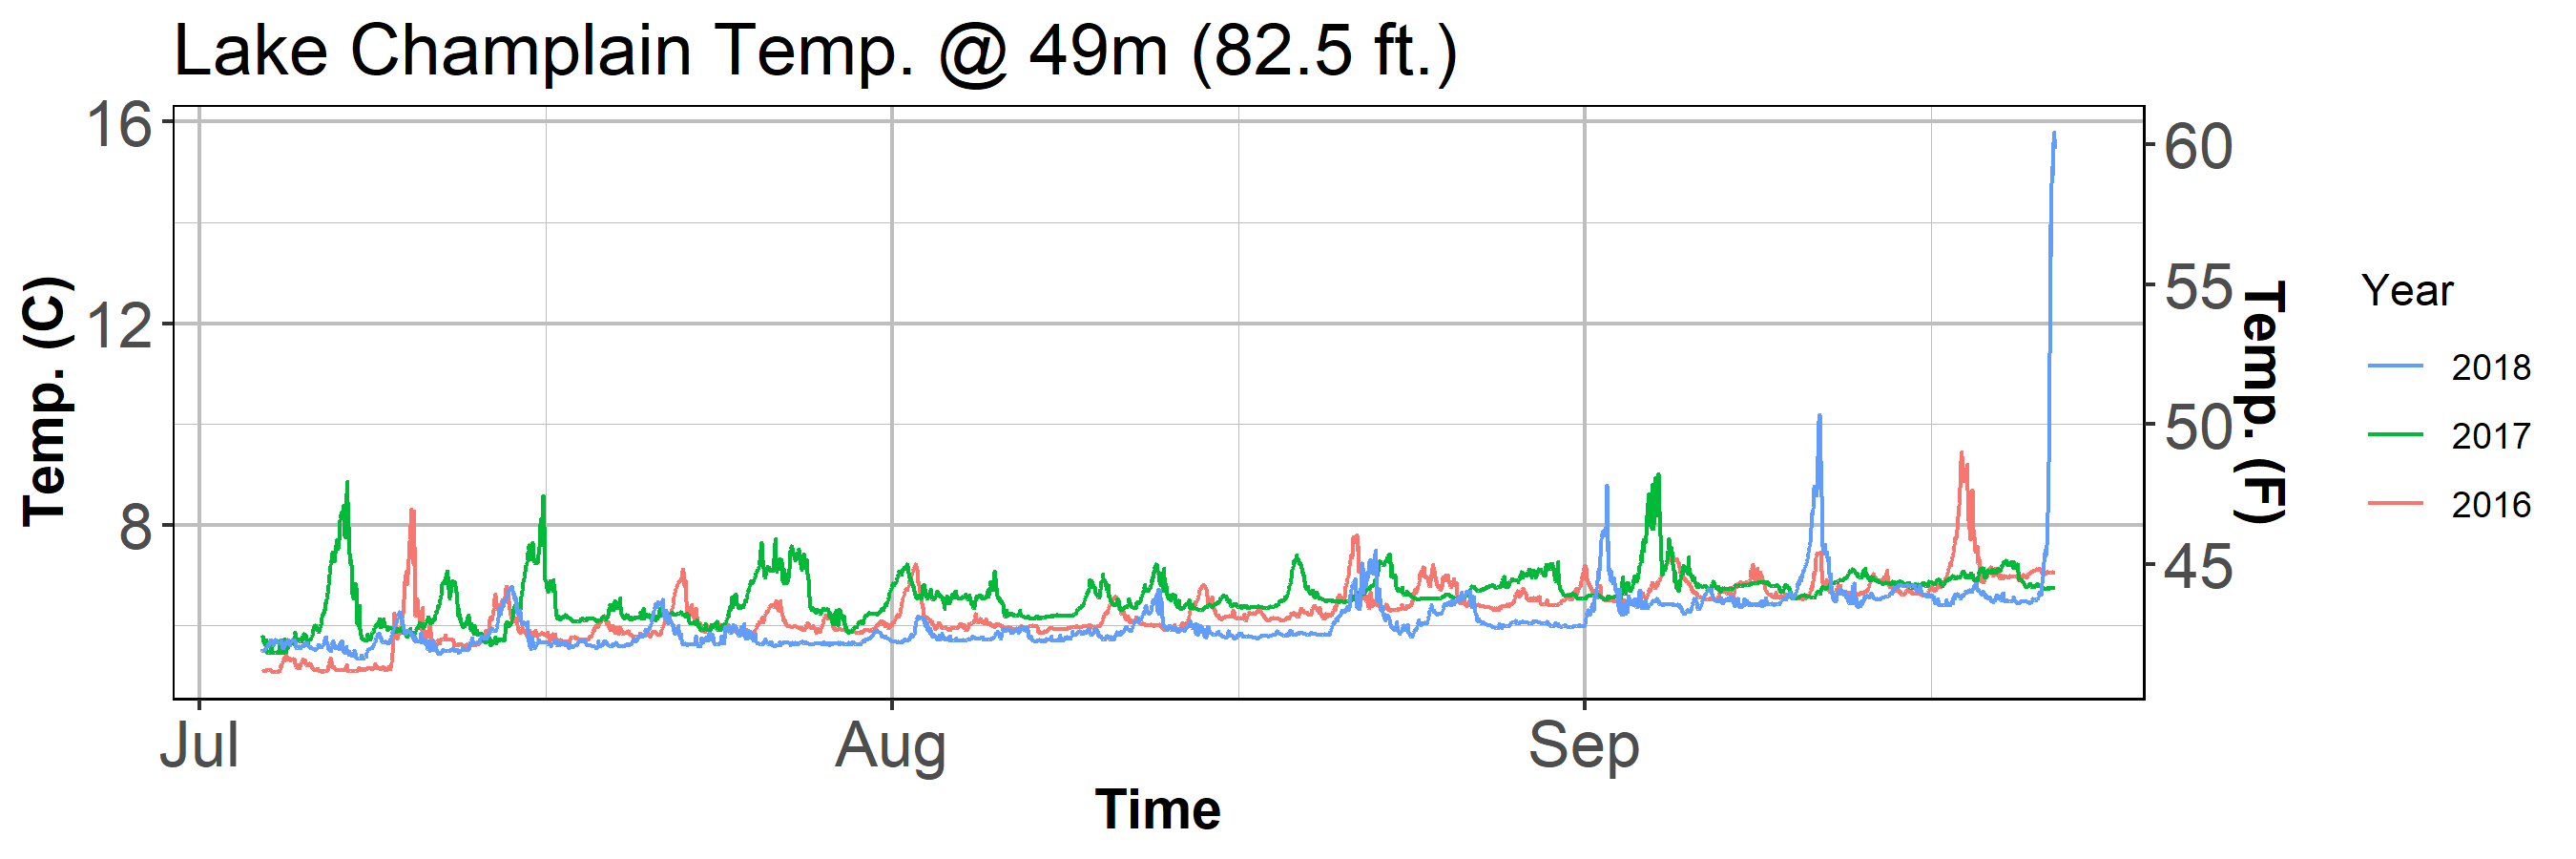 Lake Champlain Temp. @ 49m (82.5 ft.)
16
12
8
Temp. (C)
60
55
50
45
Temp. (F)
Jul
Aug
Sep
Time
Year
2018
2017
2016